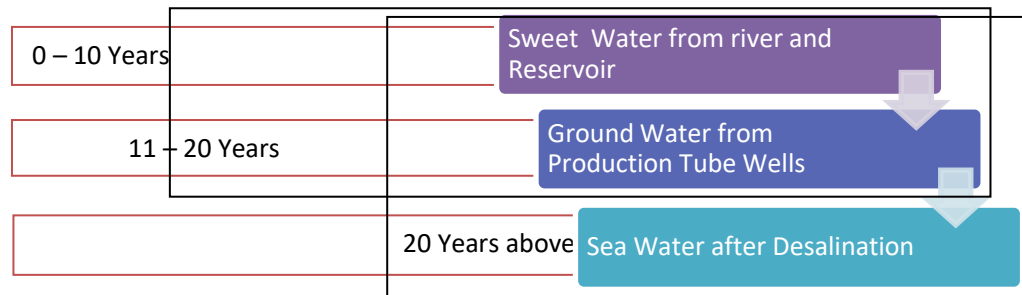 0 – 10 Years
Sweet  Water from river and
Reservoir
11 – 20 Years
Ground Water from
Production Tube Wells
20 Years above
Sea Water after Desalination